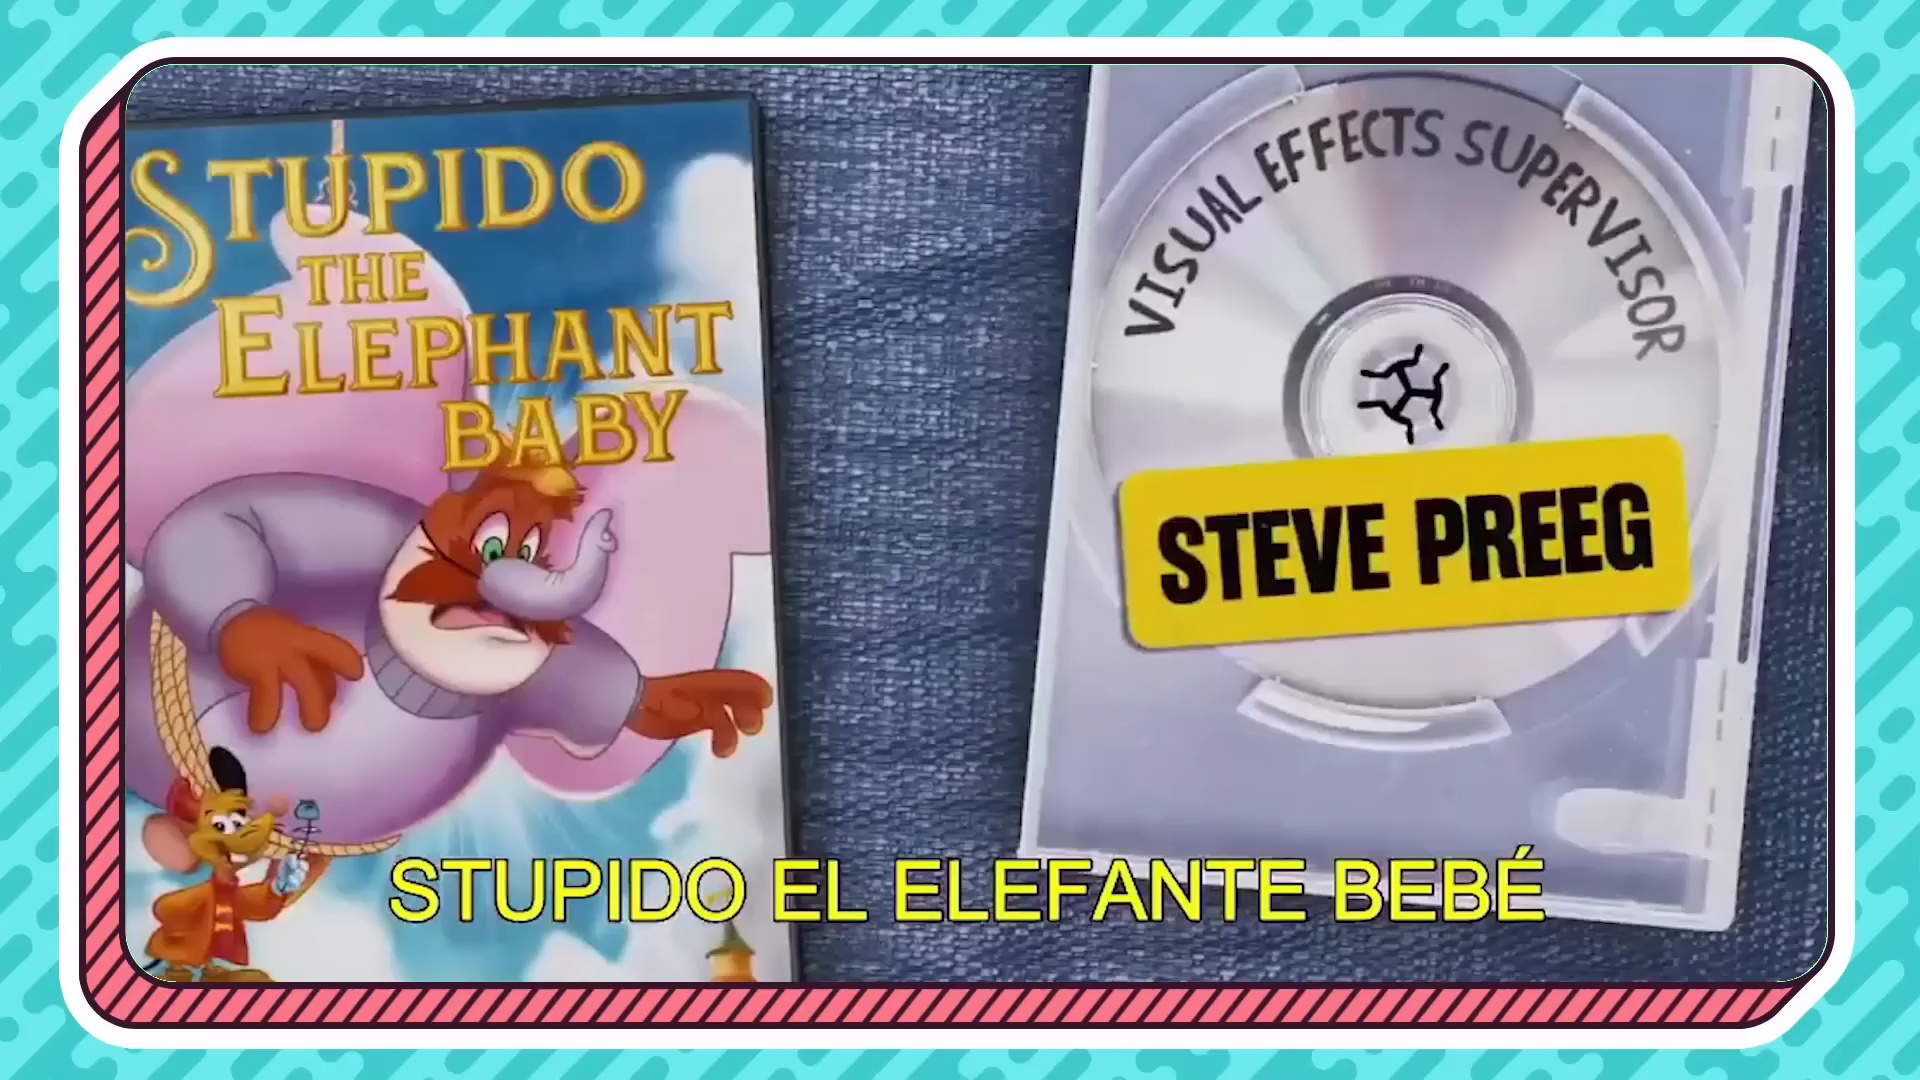 STUPIDO
THE
ELEPHANT
BABY
VISUAL EFFECTS SUPERVISOR
STEVE PREEG
STUPIDO EL ELEFANTE BEBÉ